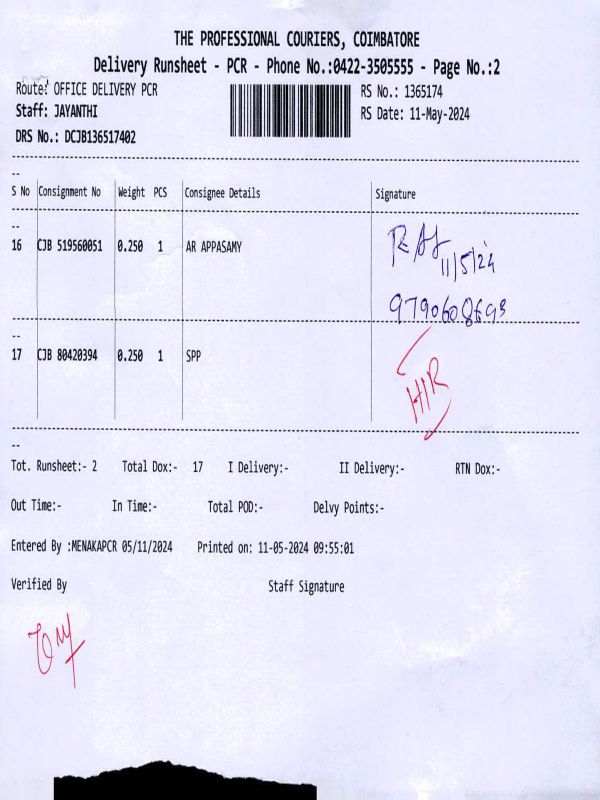 THE PROFESSIONAL COURIERS, COIMBATORE
Delivery Runsheet - PCR - Phone No.:0422-3505555 - Page No.:2
Route: OFFICE DELIVERY PCR RS No.: 1365174
Staff: JAYANTHI RS Date: 11-May-2024
DRS No.: DCJB136517402
--
S No Consignment No Weight PCS Consignee Details Signature
--
16 CJB 519560051 0.250 1 AR APPASAMY
11/5/24
--
17 CJB 80420394 0.250 1 SPP
--
Tot. Runsheet:- 2 Total Dox:- 17 I Delivery:- II Delivery:- RTN Dox:-
Out Time:- In Time:- Total POD:- Delvy Points:-
Entered By :MENAKAPCR 05/11/2024 Printed on: 11-05-2024 09:55:01
Verified By Staff Signature